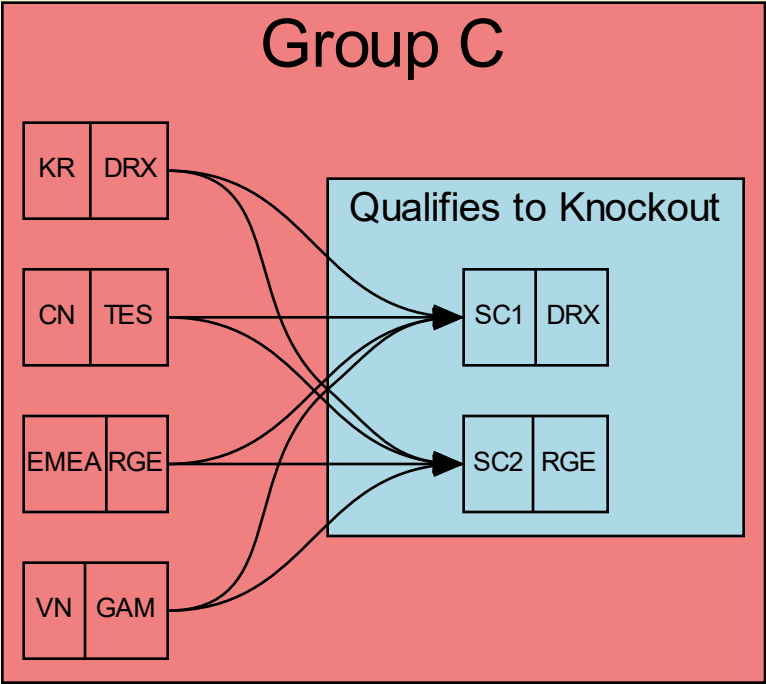 Group C
KR DRX
Qualifies to Knockout
CN TES
SC1 DRX
EMEA RGE
SC2 RGE
VN GAM